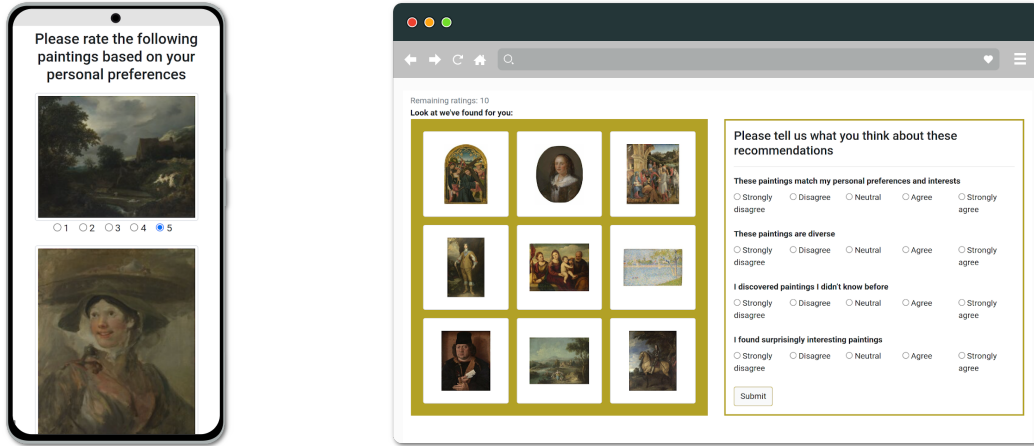 Please rate the following
paintings based on your
personal preferences
1 2 3 4 5
Remaining ratings: 10
Look at we've found for you:
Please tell us what you think about these
recommendations
These paintings match my personal preferences and interests
Strongly disagree Disagree Neutral Agree Strongly agree
These paintings are diverse
Strongly disagree Disagree Neutral Agree Strongly agree
I discovered paintings I didn't know before
Strongly disagree Disagree Neutral Agree Strongly agree
I found surprisingly interesting paintings
Strongly disagree Disagree Neutral Agree Strongly agree
Submit